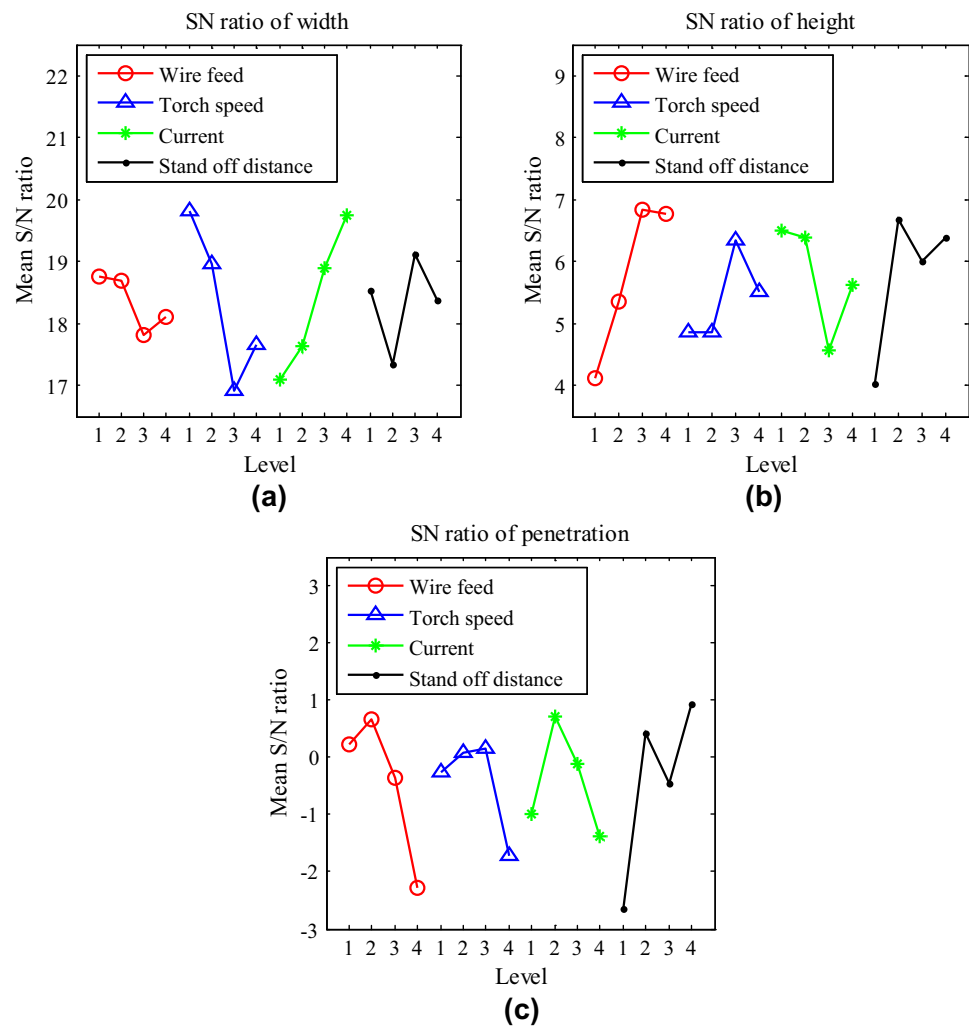 SN ratio of width
22
21
20
19
18
17
Mean S/N ratio
Wire feed
Torch speed
Current
Stand off distance
1 2 3 4 1 2 3 4 1 2 3 4 1 2 3 4
Level
(a)
SN ratio of height
9
8
7
6
5
4
Mean S/N ratio
Wire feed
Torch speed
Current
Stand off distance
1 2 3 4 1 2 3 4 1 2 3 4 1 2 3 4
Level
(b)
SN ratio of penetration
3
2
1
0
-1
-2
-3
Mean S/N ratio
Wire feed
Torch speed
Current
Stand off distance
1 2 3 4 1 2 3 4 1 2 3 4 1 2 3 4
Level
(c)